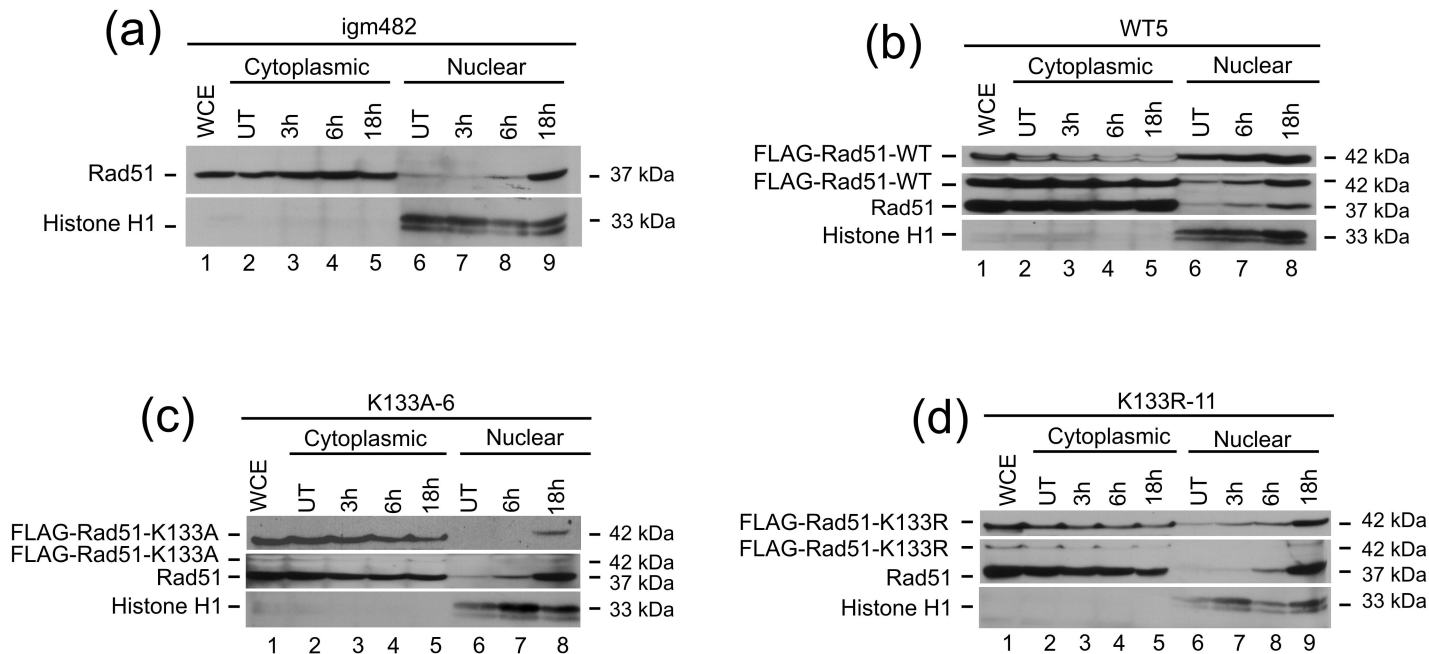 (a)
igm482
Cytoplasmic Nuclear
WCE UT 3h 6h 18h UT 3h 6h 18h
Rad51 – – 37 kDa
Histone H1 – – 33 kDa
1 2 3 4 5 6 7 8 9
(b)
WT5
Cytoplasmic Nuclear
WCE UT 3h 6h 18h UT 6h 18h
FLAG-Rad51-WT – – 42 kDa
FLAG-Rad51-WT – – 42 kDa
Rad51 – – 37 kDa
Histone H1 – – 33 kDa
1 2 3 4 5 6 7 8
(c)
K133A-6
Cytoplasmic Nuclear
WCE UT 3h 6h 18h UT 6h 18h
FLAG-Rad51-K133A – – 42 kDa
FLAG-Rad51-K133A – – 42 kDa
Rad51 – – 37 kDa
Histone H1 – – 33 kDa
1 2 3 4 5 6 7 8
(d)
K133R-11
Cytoplasmic Nuclear
WCE UT 3h 6h 18h UT 3h 6h 18h
FLAG-Rad51-K133R – – 42 kDa
FLAG-Rad51-K133R – – 42 kDa
Rad51 – – 37 kDa
Histone H1 – – 33 kDa
1 2 3 4 5 6 7 8 9